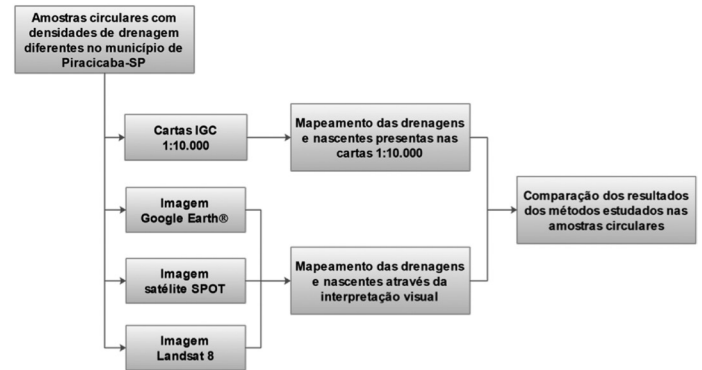 Amostras circulares com
densidades de drenagem
diferentes no município de
Piracicaba-SP
Cartas IGC
1:10.000
Mapeamento das drenagens
e nascentes presentas nas
cartas 1:10.000
Imagem
Google Earth®
Comparação dos resultados
dos métodos estudados nas
amostras circulares
Imagem
satélite SPOT
Mapeamento das drenagens
e nascentes através da
interpretação visual
Imagem
Landsat 8